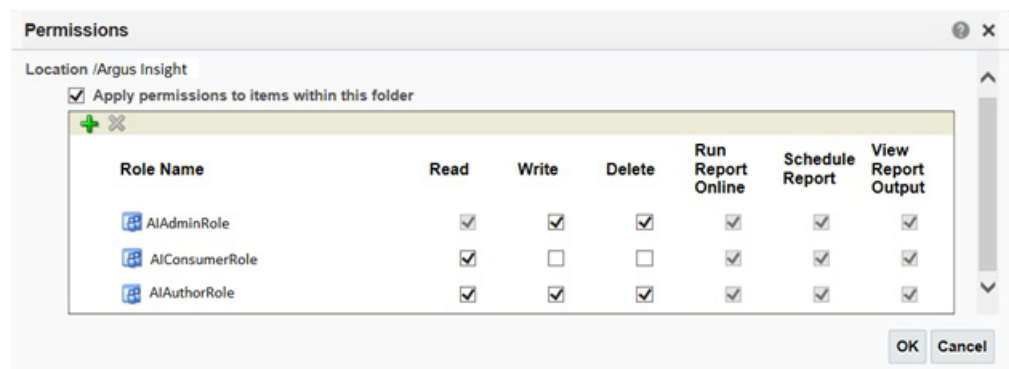 Permissions
Location /Argus Insight
Apply permissions to items within this folder
Role Name Read Write Delete Run Report Online Schedule Report View Report Output
AIAdminRole
AIConsumerRole
AIAuthorRole
OK Cancel